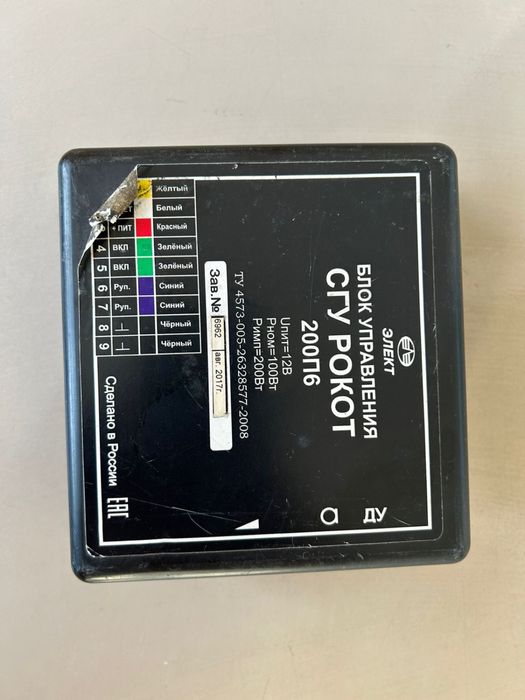 ЭЛЕКТ
БЛОК УПРАВЛЕНИЯ
СГУ РОКОТ
200П6
Uпит=12В
Рном=100Вт
Римп=200Вт
ТУ 4573-005-26328577-2008
Зав.№ 6962 авг. 2017г.
Жёлтый
Белый
+ ПИТ Красный
4 ВКЛ Зелёный
5 ВКЛ Зелёный
6 Руп. Синий
7 Руп. Синий
8 Чёрный
9 Чёрный
Сделано в России ЕАС
ДУ